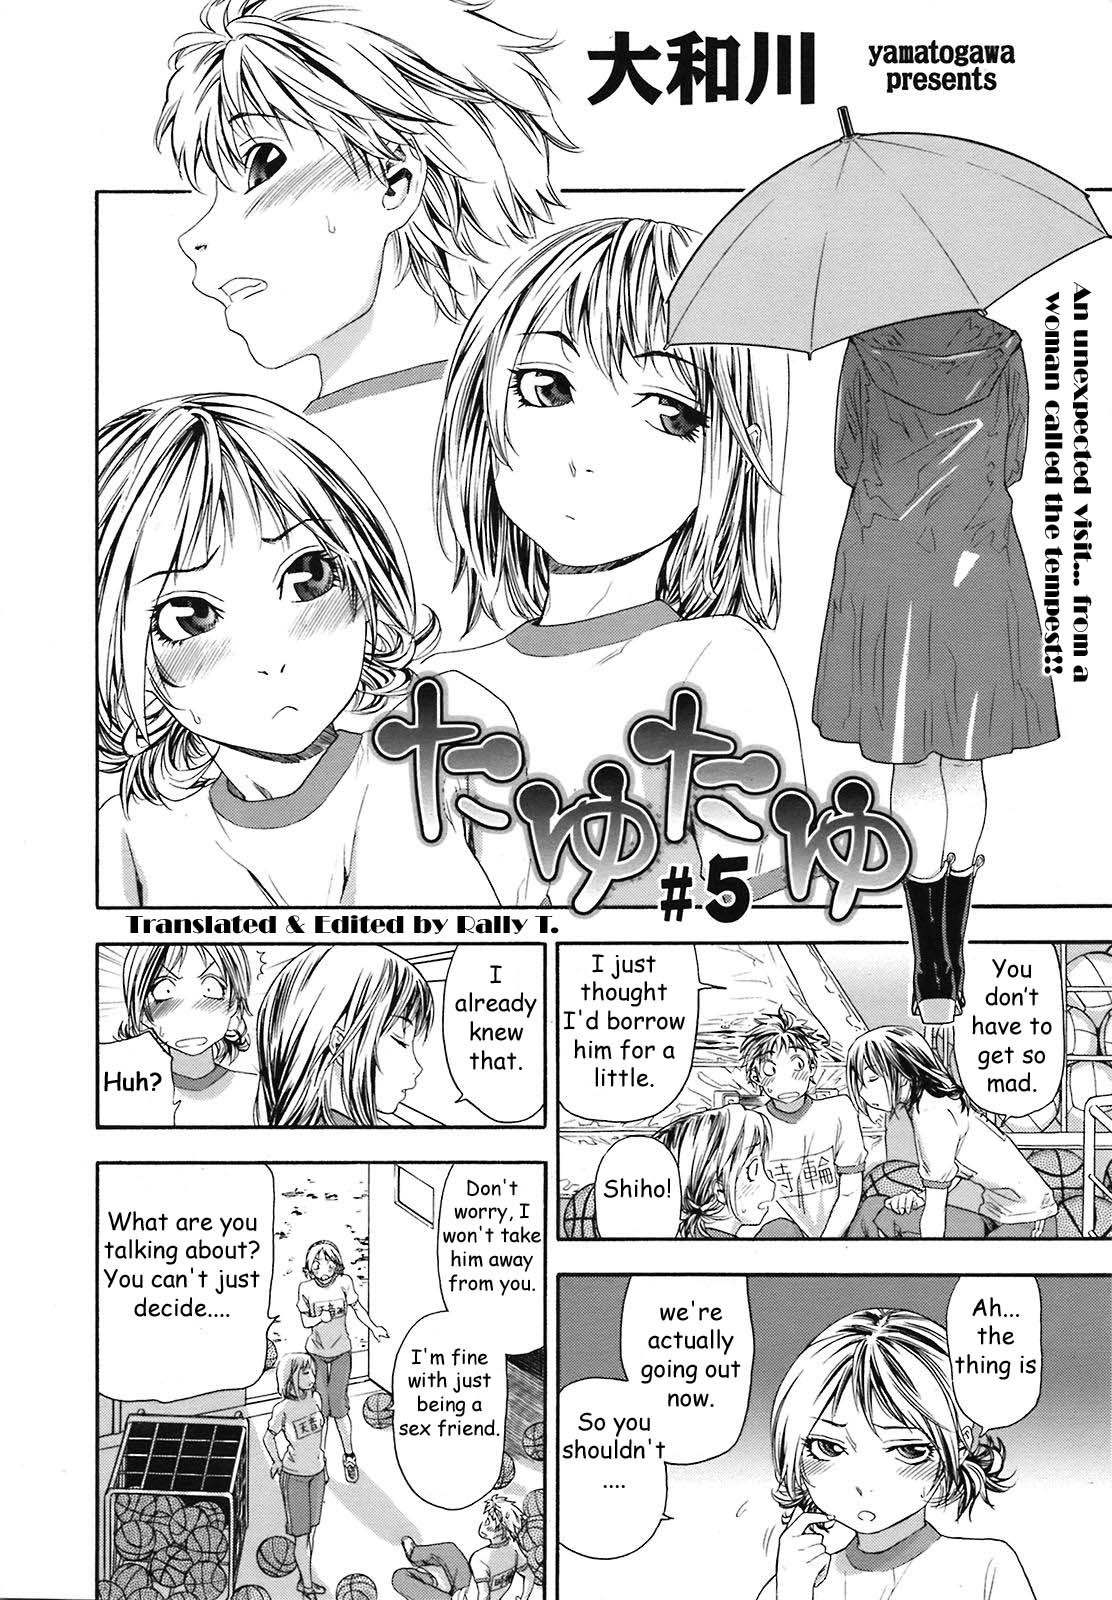 大和川
yamatogawa
presents
An unexpected visit... from a
woman called the tempest!!
たゆたゆ
#5
Translated & Edited by Rally T.
You
don't
have to
get so
mad.
I just
thought
I'd borrow
him for a
little.
Shiho!
時輪
I
already
knew
that.
Huh?
Ah...
the
thing is
we're
actually
going out
now.
So you
shouldn't
....
Don't
worry, I
won't take
him away
from you.
I'm fine
with just
being a
sex friend.
What are you
talking about?
You can't just
decide....